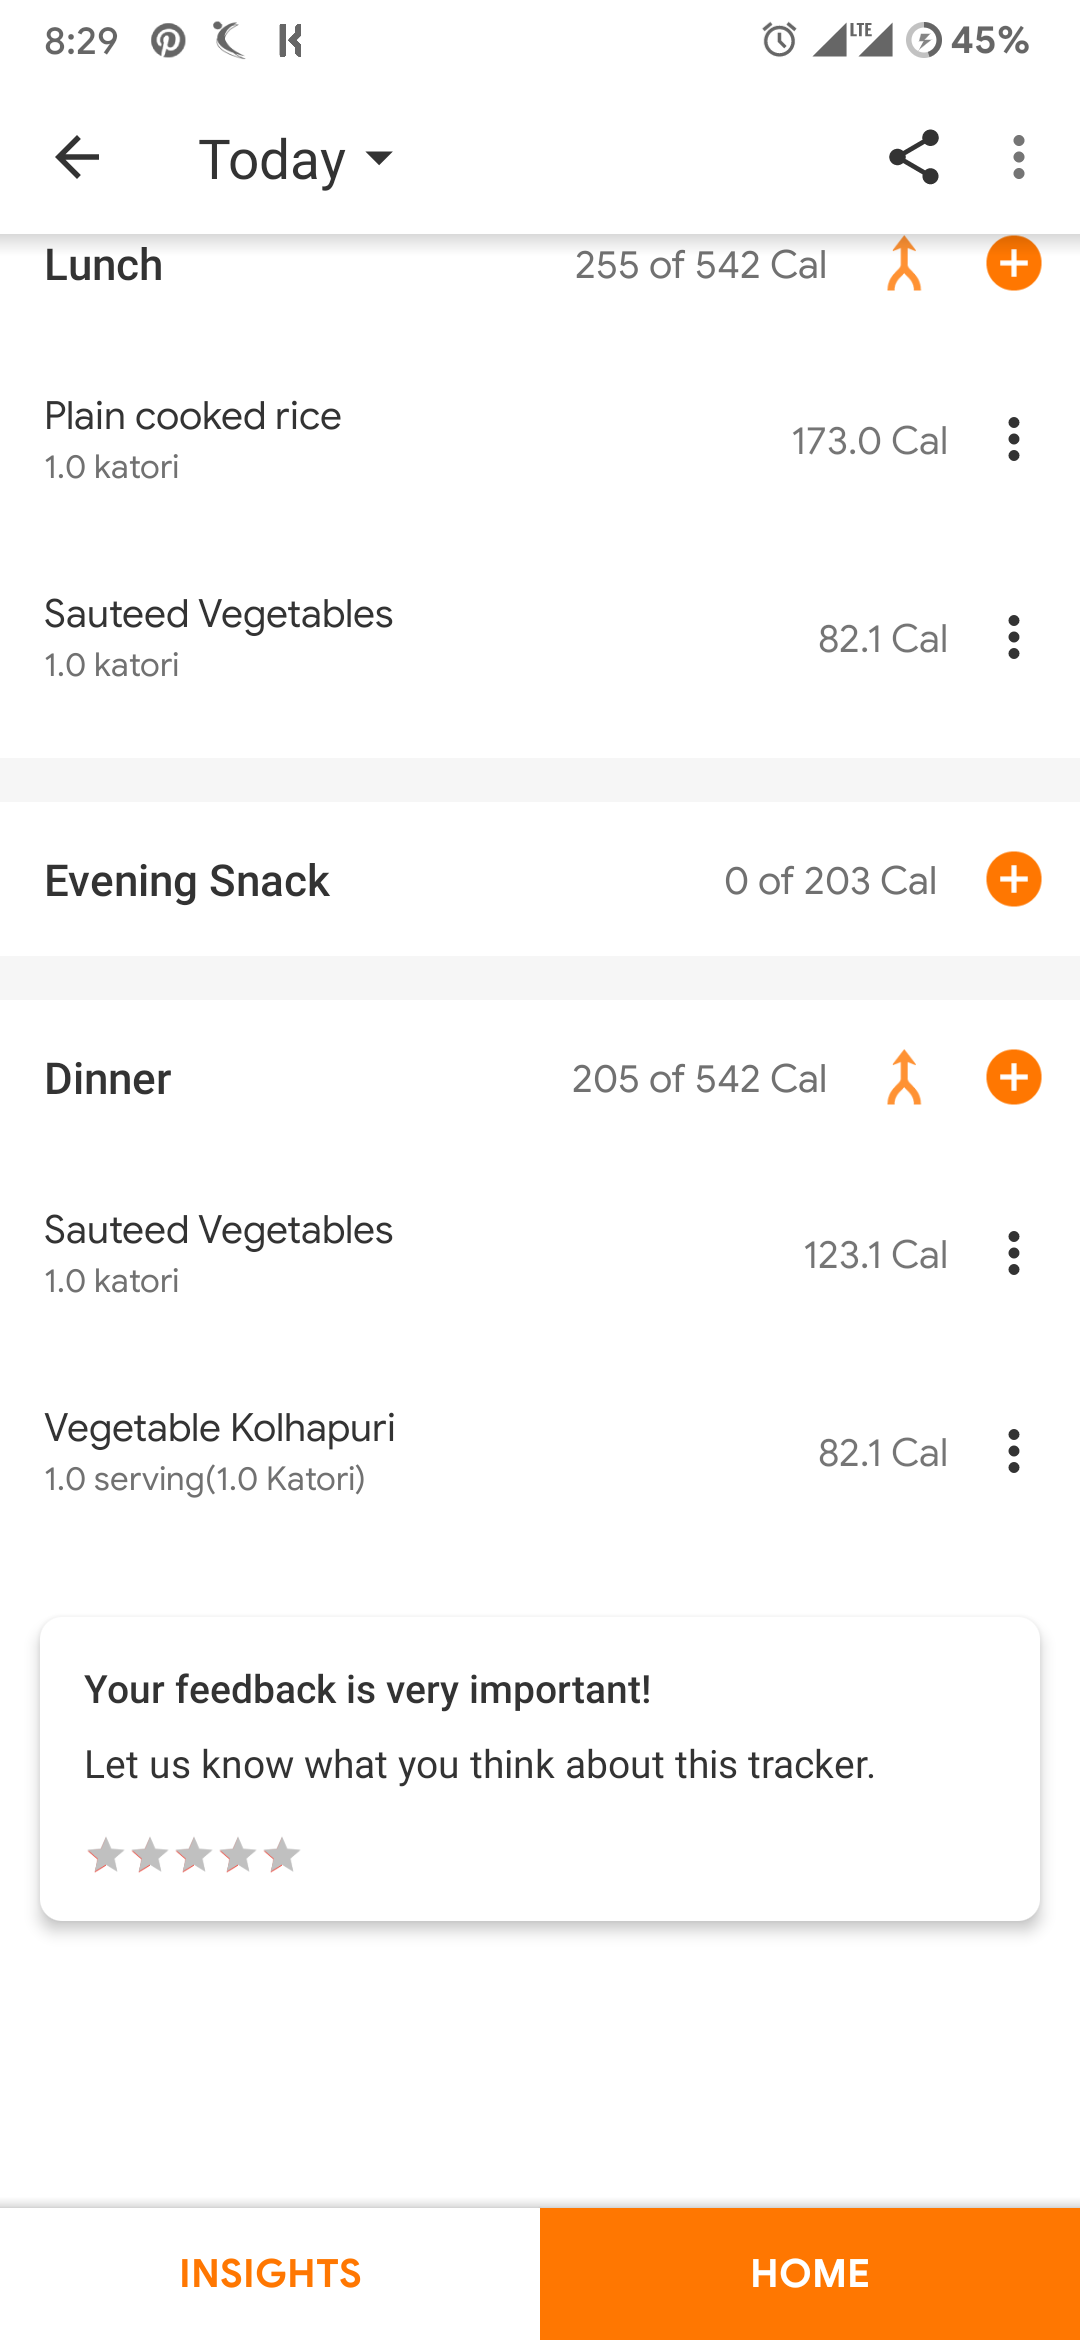 8:29 LTE 45%
Today
Lunch 255 of 542 Cal
Plain cooked rice
1.0 katori
173.0 Cal
Sauteed Vegetables
1.0 katori
82.1 Cal
Evening Snack 0 of 203 Cal
Dinner 205 of 542 Cal
Sauteed Vegetables
1.0 katori
123.1 Cal
Vegetable Kolhapuri
1.0 serving(1.0 Katori)
82.1 Cal
Your feedback is very important!
Let us know what you think about this tracker.
INSIGHTS HOME